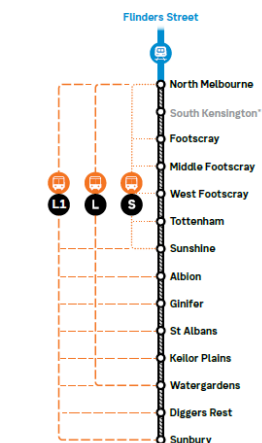 Flinders Street
North Melbourne
South Kensington*
Footscray
Middle Footscray
West Footscray
L1 L S
Tottenham
Sunshine
Albion
Ginifer
St Albans
Keilor Plains
Watergardens
Diggers Rest
Sunbury